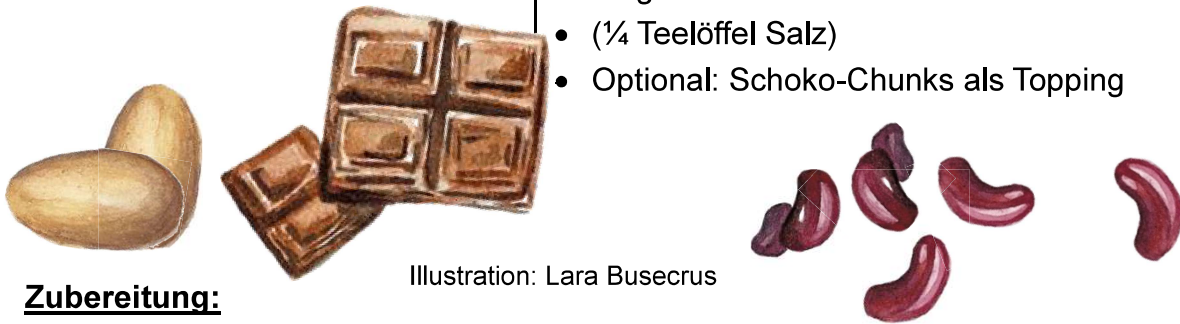 • (¼ Teelöffel Salz)
• Optional: Schoko-Chunks als Topping
Illustration: Lara Busecrus
Zubereitung: